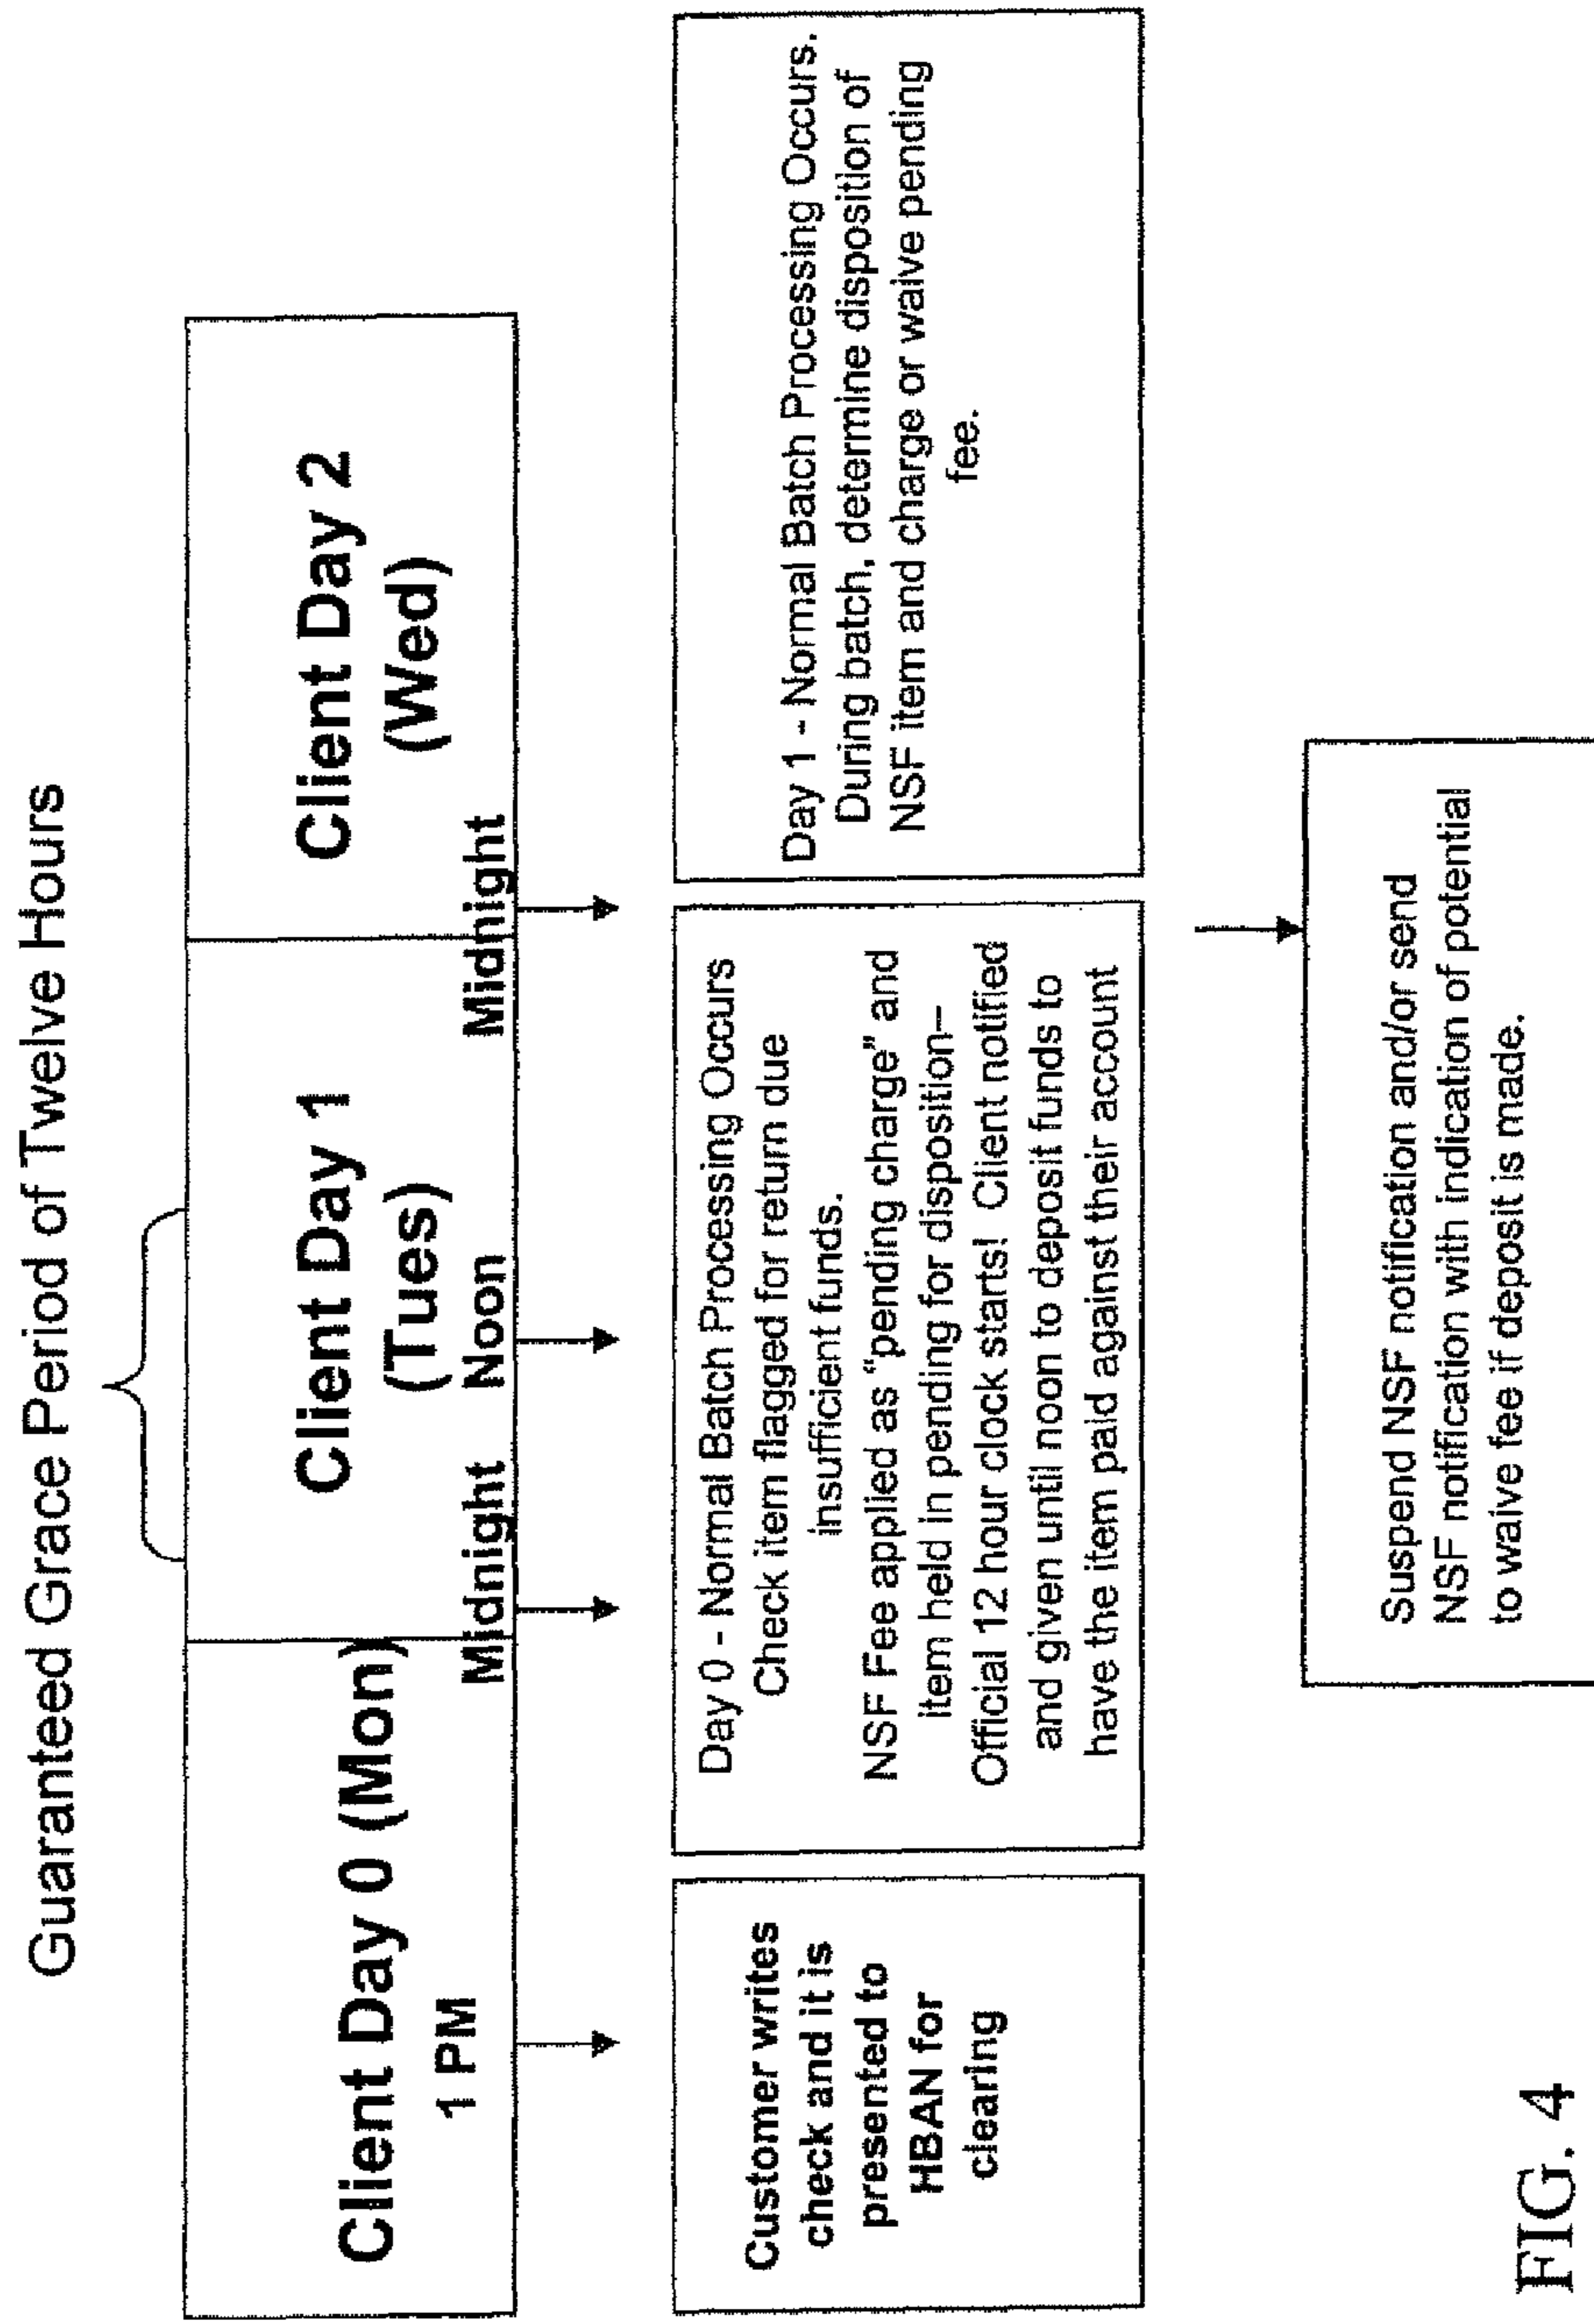 Guaranteed Grace Period of Twelve Hours
Client Day 0 (Mon)
1 PM
Client Day 1
(Tues)
Midnight Noon
Client Day 2
(Wed)
Midnight
Customer writes
check and it is
presented to
HBAN for
clearing
Day 0 - Normal Batch Processing Occurs
Check item flagged for return due
insufficient funds.
NSF Fee applied as “pending charge” and
item held in pending for disposition–
Official 12 hour clock starts! Client notified
and given until noon to deposit funds to
have the item paid against their account
Day 1 - Normal Batch Processing Occurs.
During batch, determine disposition of
NSF item and charge or waive pending
fee.
Suspend NSF notification and/or send
NSF notification with indication of potential
to waive fee if deposit is made.
FIG. 4